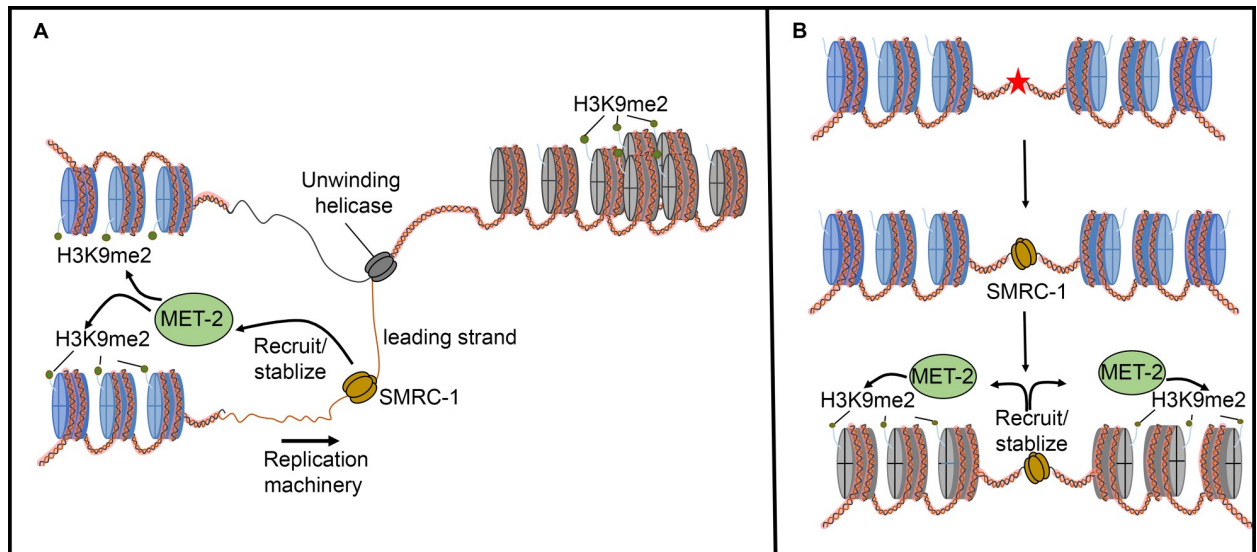 A
H3K9me2
Unwinding
helicase
H3K9me2
MET-2
H3K9me2
Recruit/
stablize
leading strand
SMRC-1
Replication
machinery
B
SMRC-1
MET-2
MET-2
H3K9me2
H3K9me2
Recruit/
stablize